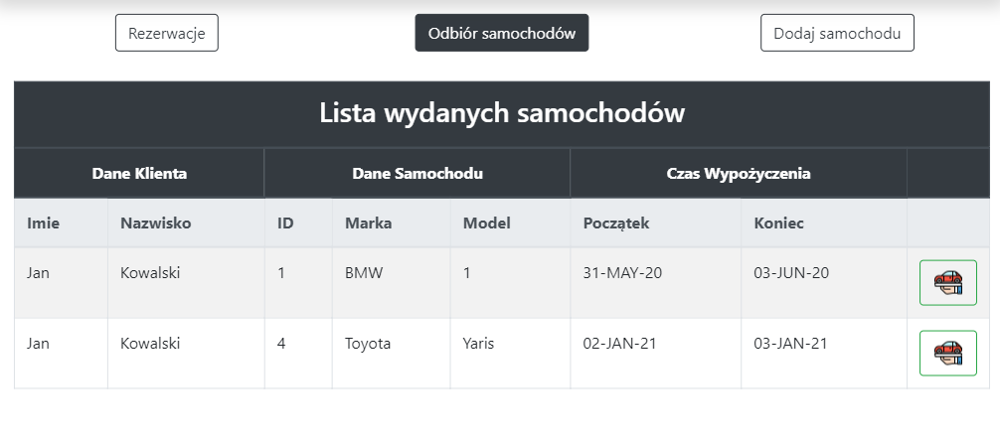 Rezerwacje Odbiór samochodów Dodaj samochodu
Lista wydanych samochodów
Dane Klienta Dane Samochodu Czas Wypożyczenia
Imie Nazwisko ID Marka Model Początek Koniec
Jan Kowalski 1 BMW 1 31-MAY-20 03-JUN-20
Jan Kowalski 4 Toyota Yaris 02-JAN-21 03-JAN-21